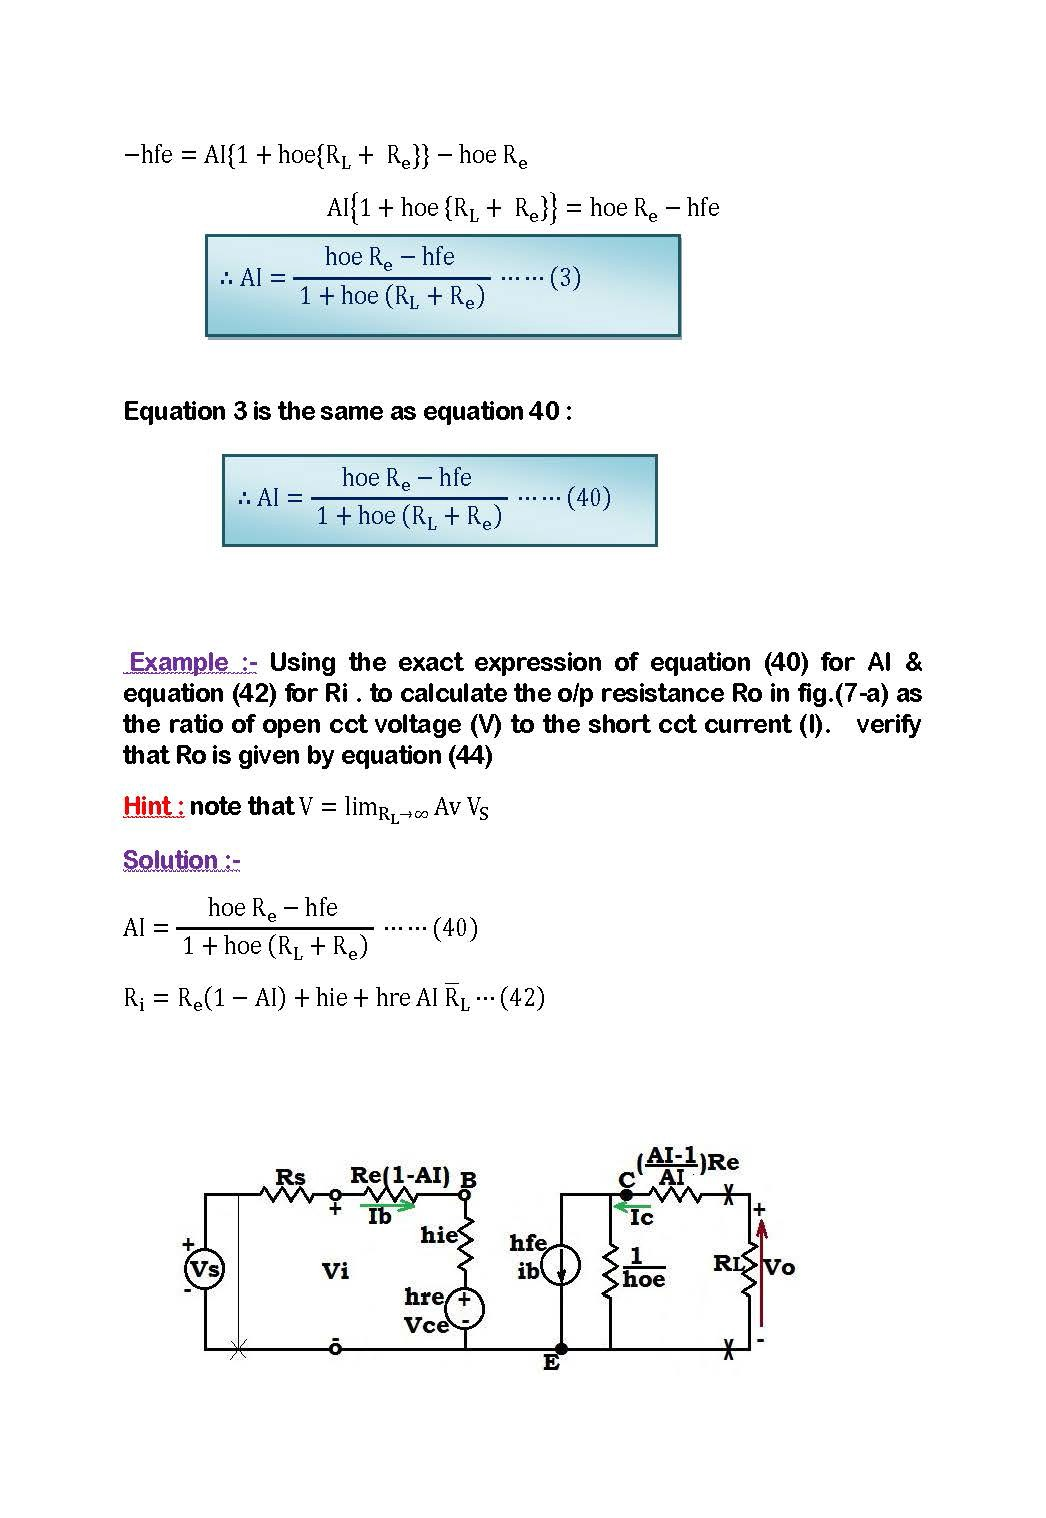 −hfe = AI{1 + hoe{R_L + R_e}} − hoe R_e
AI{1 + hoe {R_L + R_e}} = hoe R_e − hfe
∴ AI = (hoe R_e − hfe) / (1 + hoe (R_L + R_e)) ⋯⋯ (3)
Equation 3 is the same as equation 40 :
∴ AI = (hoe R_e − hfe) / (1 + hoe (R_L + R_e)) ⋯⋯ (40)
Example :- Using the exact expression of equation (40) for AI &
equation (42) for Ri . to calculate the o/p resistance Ro in fig.(7-a) as
the ratio of open cct voltage (V) to the short cct current (I). verify
that Ro is given by equation (44)
Hint : note that V = lim_{R_L→∞} Av V_S
Solution :-
AI = (hoe R_e − hfe) / (1 + hoe (R_L + R_e)) ⋯⋯ (40)
R_i = R_e(1 − AI) + hie + hre AI R̅_L ⋯ (42)
Rs
Re(1-AI)
B
C
(AI-1/AI)Re
+
Ib
Ic
+
hie
hfe
ib
1/hoe
RL
Vo
+
Vs
-
Vi
hre
Vce
+
-
-
-
E